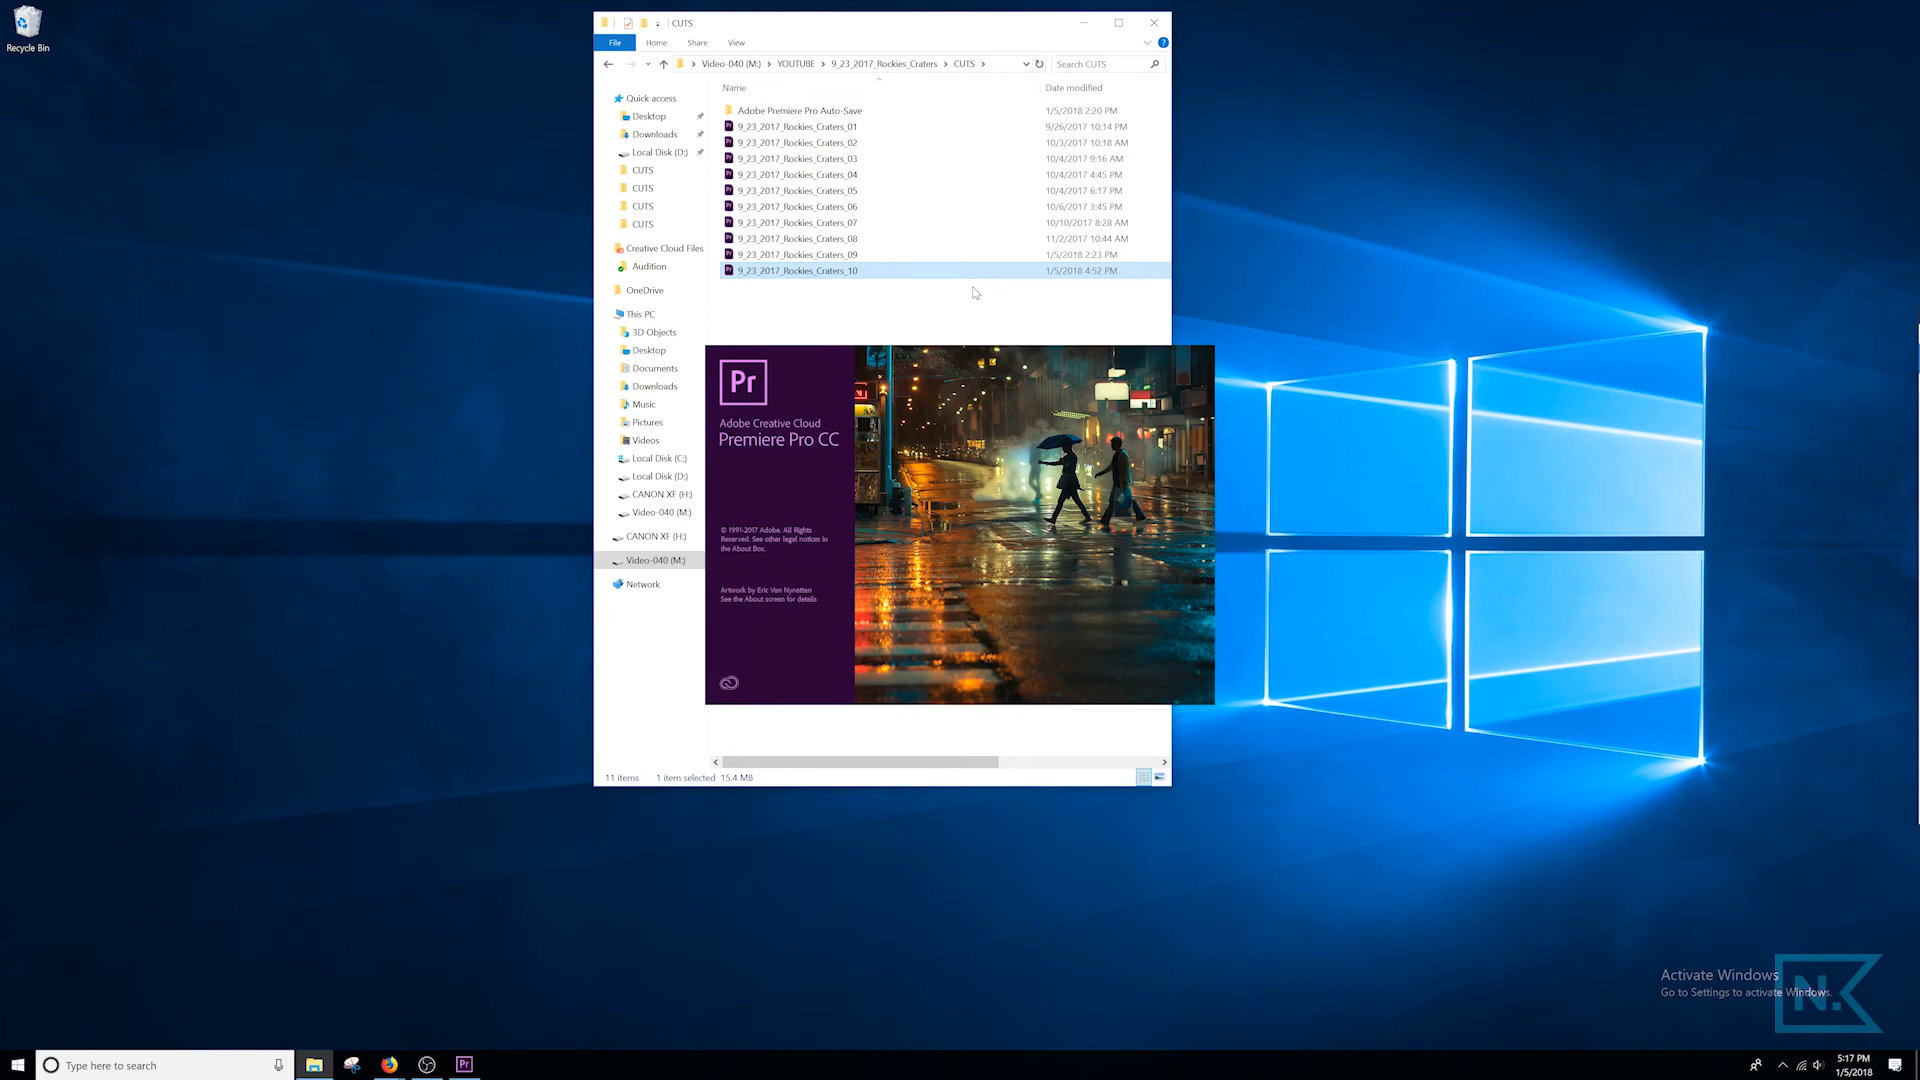 Recycle Bin
CUTS
File
Home
Share
View
Video-040 (M:)
YOUTUBE
9_23_2017_Rockies_Craters
CUTS
Search CUTS
Name
Date modified
Adobe Premiere Pro Auto-Save 1/5/2018 2:20 PM
9_23_2017_Rockies_Craters_01 9/26/2017 10:14 PM
9_23_2017_Rockies_Craters_02 10/3/2017 10:18 AM
9_23_2017_Rockies_Craters_03 10/4/2017 9:16 AM
9_23_2017_Rockies_Craters_04 10/4/2017 4:45 PM
9_23_2017_Rockies_Craters_05 10/4/2017 6:17 PM
9_23_2017_Rockies_Craters_06 10/6/2017 3:45 PM
9_23_2017_Rockies_Craters_07 10/10/2017 8:28 AM
9_23_2017_Rockies_Craters_08 11/2/2017 10:44 AM
9_23_2017_Rockies_Craters_09 1/5/2018 2:23 PM
9_23_2017_Rockies_Craters_10 1/5/2018 4:52 PM
Quick access
Desktop
Downloads
Local Disk (D:)
CUTS
CUTS
CUTS
CUTS
Creative Cloud Files
Audition
OneDrive
This PC
3D Objects
Desktop
Documents
Downloads
Music
Pictures
Videos
Local Disk (C:)
Local Disk (D:)
CANON XF (H:)
Video-040 (M:)
CANON XF (H:)
Video-040 (M:)
Network
Pr
Adobe Creative Cloud
Premiere Pro CC
© 1991-2017 Adobe. All Rights
Reserved. See other legal notices in
the About Box.
Artwork by Eric Van Nynatten
See the About screen for details
11 items
1 item selected 15.4 MB
Activate Windows
Go to Settings to activate Windows.
N.
Type here to search
Pr
5:17 PM
1/5/2018